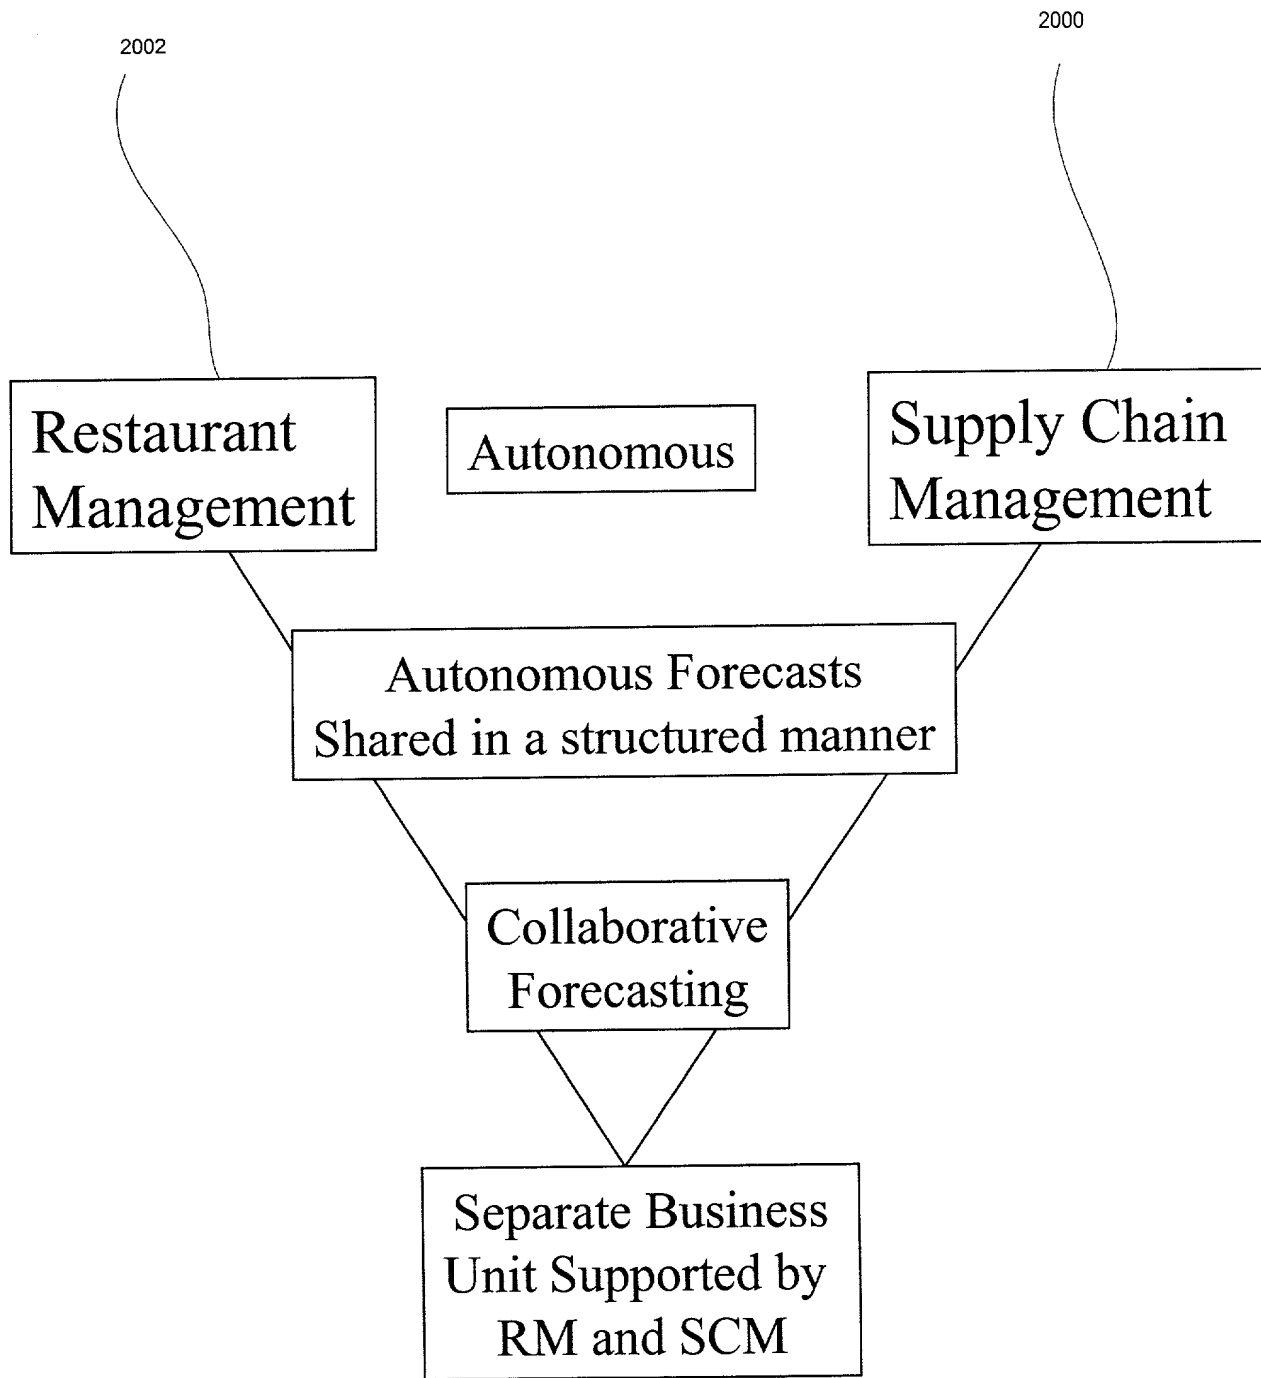 2002
2000
Restaurant
Management
Autonomous
Supply Chain
Management
Autonomous Forecasts
Shared in a structured manner
Collaborative
Forecasting
Separate Business
Unit Supported by
RM and SCM